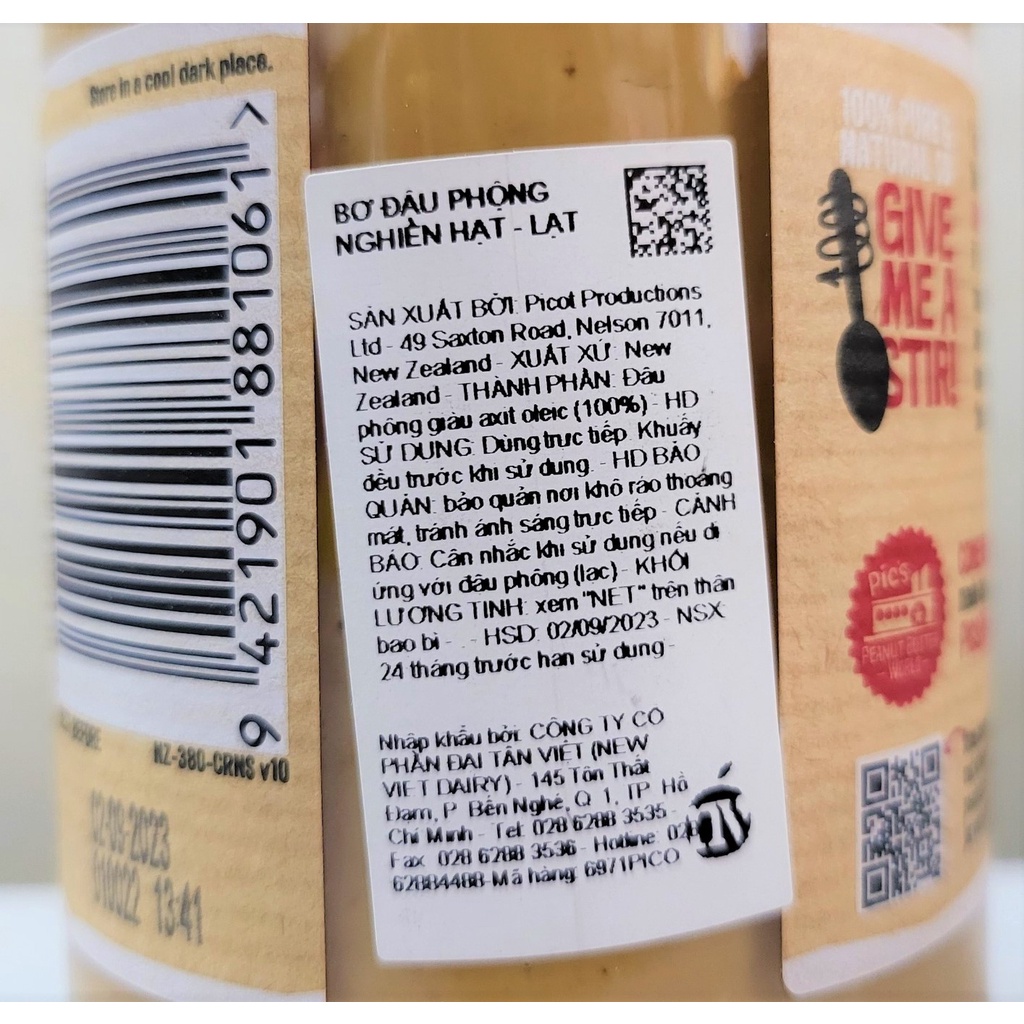 Store in a cool dark place.
9 421901 881061 >
BEFORE
NZ-380-CRNS v10
02-09-2023
010022 13:41
BƠ ĐẬU PHỘNG
NGHIỀN HẠT - LẠT
SẢN XUẤT BỞI: Picot Productions
Ltd - 49 Saxton Road, Nelson 7011,
New Zealand - XUẤT XỨ: New
Zealand - THÀNH PHẦN: Đậu
phộng giàu axit oleic (100%) - HD
SỬ DỤNG: Dùng trực tiếp. Khuấy
đều trước khi sử dụng. - HD BẢO
QUẢN: bảo quản nơi khô ráo thoáng
mát, tránh ánh sáng trực tiếp - CẢNH
BÁO: Cân nhắc khi sử dụng nếu dị
ứng với đậu phộng (lạc) - KHỐI
LƯỢNG TỊNH: xem "NET" trên thân
bao bì - . - HSD: 02/09/2023 - NSX:
24 tháng trước hạn sử dụng -
Nhập khẩu bởi: CÔNG TY CỔ
PHẦN ĐẠI TÂN VIỆT (NEW
VIET DAIRY) - 145 Tôn Thất
Đạm, P. Bến Nghé, Q. 1, TP. Hồ
Chí Minh - Tel: 028 6288 3535 -
Fax: 028 6288 3536 - Hotline: 028
62884488-Mã hàng: 6971PICO
100% PURE &
NATURAL SO
GIVE
ME A
STIR!
PiCS
PEANUT BUTTER
WORLD